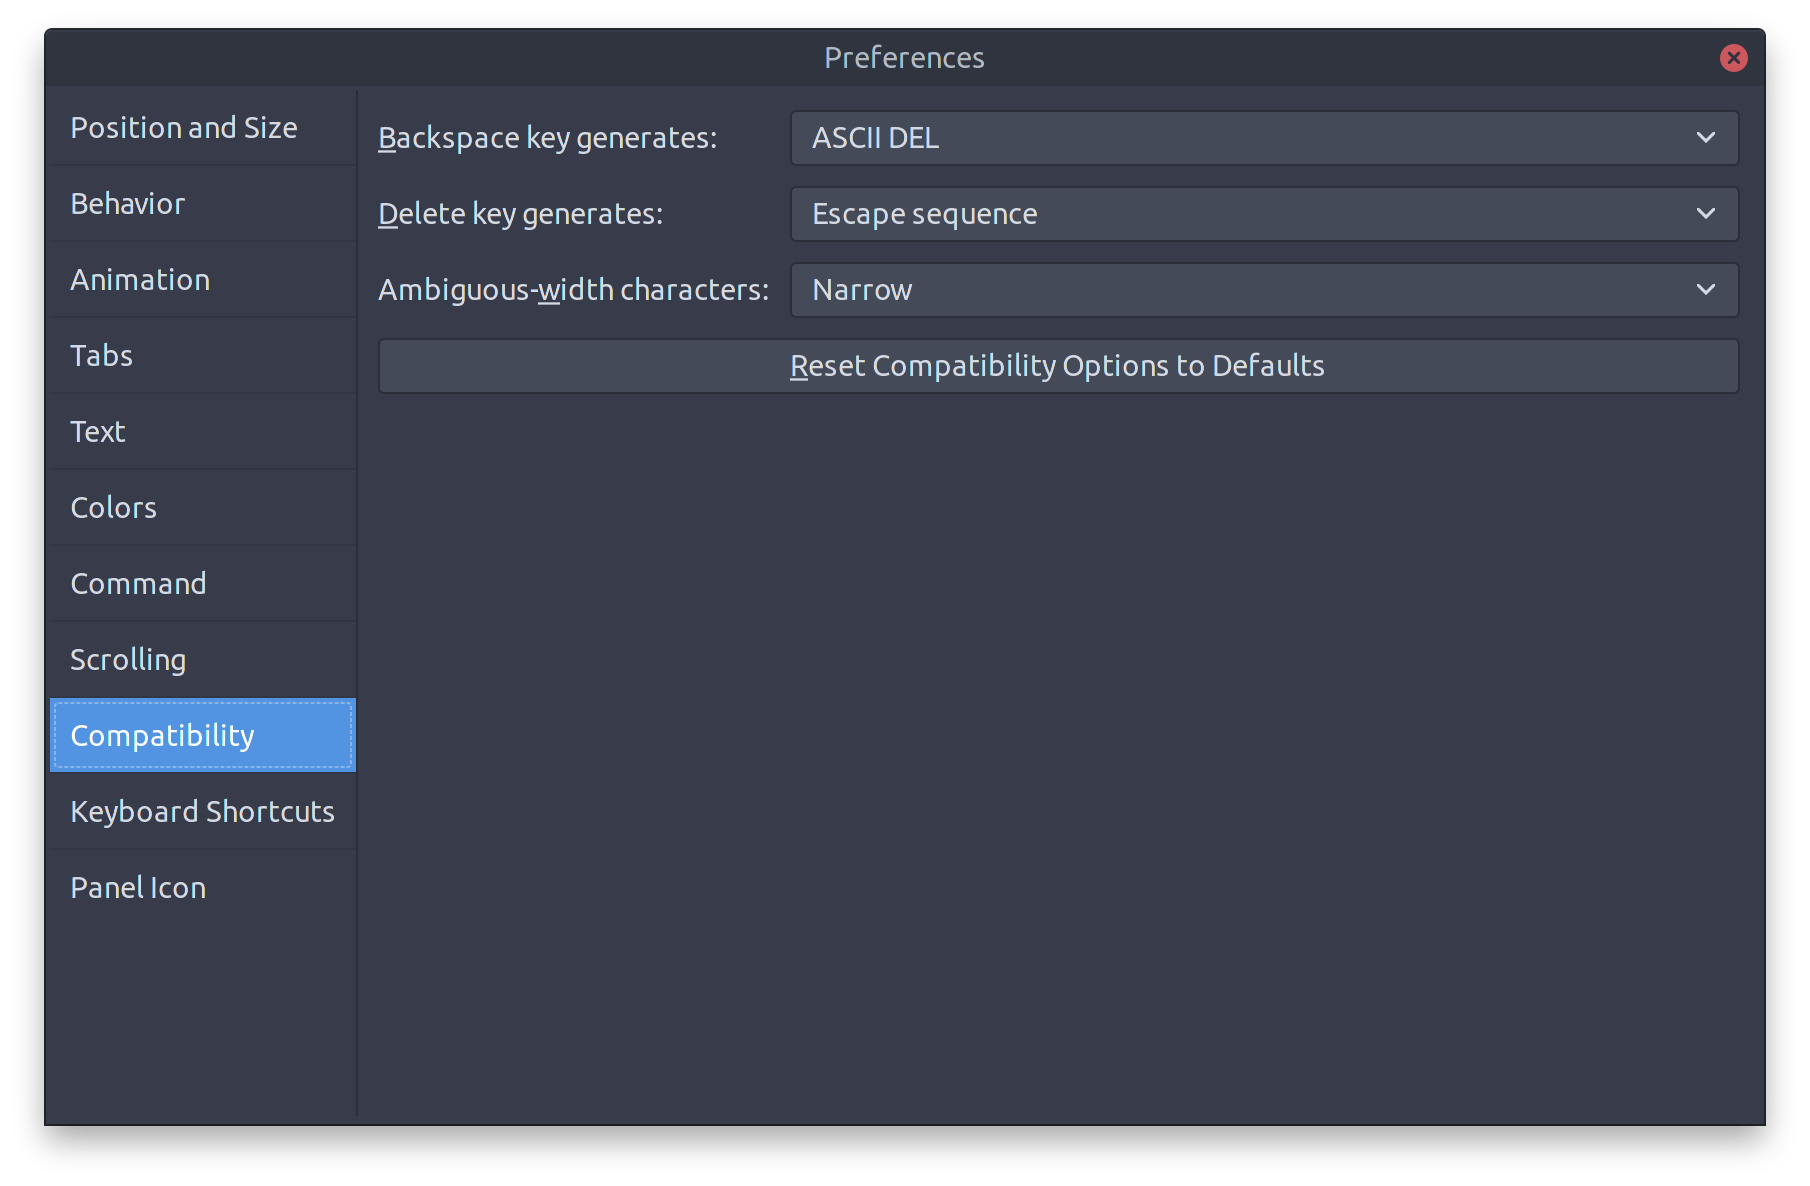 Preferences
Position and Size
Behavior
Animation
Tabs
Text
Colors
Command
Scrolling
Compatibility
Keyboard Shortcuts
Panel Icon
Backspace key generates: ASCII DEL
Delete key generates: Escape sequence
Ambiguous-width characters: Narrow
Reset Compatibility Options to Defaults